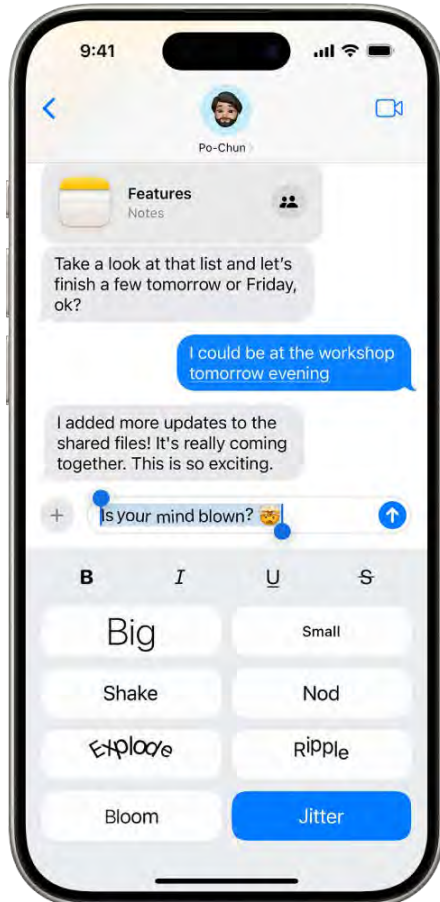 9:41
Po-Chun
Features
Notes
Take a look at that list and let's
finish a few tomorrow or Friday,
ok?
I could be at the workshop
tomorrow evening
I added more updates to the
shared files! It's really coming
together. This is so exciting.
Is your mind blown? 🤯
B I U S
Big
Small
Shake
Nod
Explode
Ripple
Bloom
Jitter